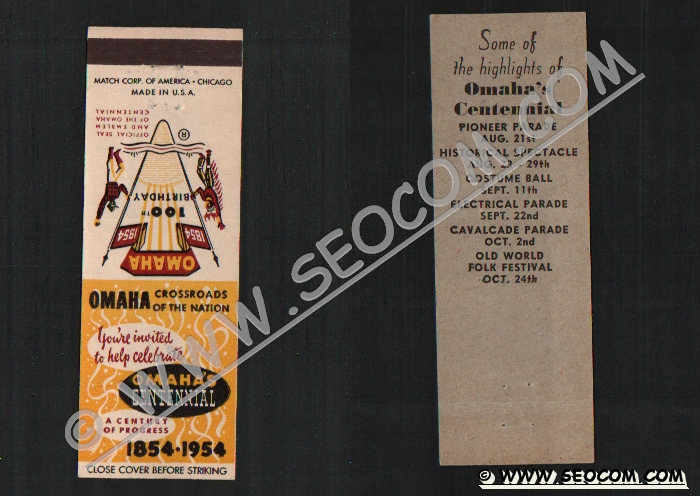 MATCH CORP. OF AMERICA • CHICAGO
MADE IN U.S.A.
OFFICIAL SEAL
AND EMBLEM
OF THE OMAHA
CENTENNIAL
®
100TH
BIRTHDAY
1854
1954
OMAHA
OMAHA CROSSROADS
OF THE NATION
You're invited
to help celebrate
OMAHA'S
CENTENNIAL
A CENTURY
OF PROGRESS
1854-1954
CLOSE COVER BEFORE STRIKING
Some of
the highlights of
Omaha's
Centennial
PIONEER PARADE
AUG. 21st
HISTORICAL SPECTACLE
29th
COSTUME BALL
SEPT. 11th
ELECTRICAL PARADE
SEPT. 22nd
CAVALCADE PARADE
OCT. 2nd
OLD WORLD
FOLK FESTIVAL
OCT. 24th
© WWW.SEOCOM.COM
© WWW.SEOCOM.COM